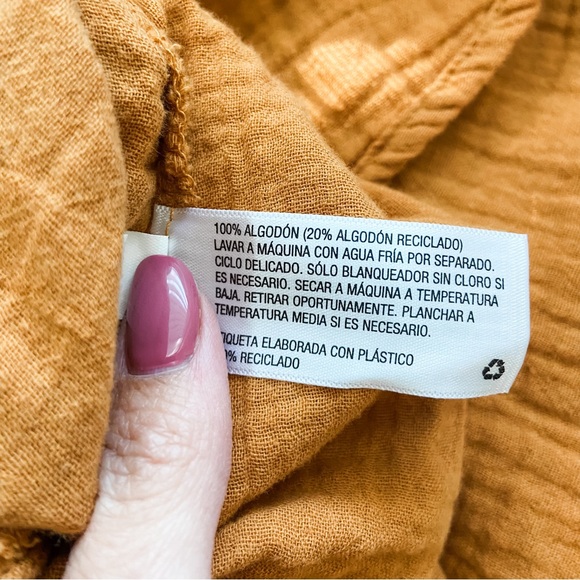 100% ALGODÓN (20% ALGODÓN RECICLADO)
LAVAR A MÁQUINA CON AGUA FRÍA POR SEPARADO.
CICLO DELICADO. SÓLO BLANQUEADOR SIN CLORO SI
ES NECESARIO. SECAR A MÁQUINA A TEMPERATURA
BAJA. RETIRAR OPORTUNAMENTE. PLANCHAR A
TEMPERATURA MEDIA SI ES NECESARIO.
ELABORADA CON PLÁSTICO
RECICLADO